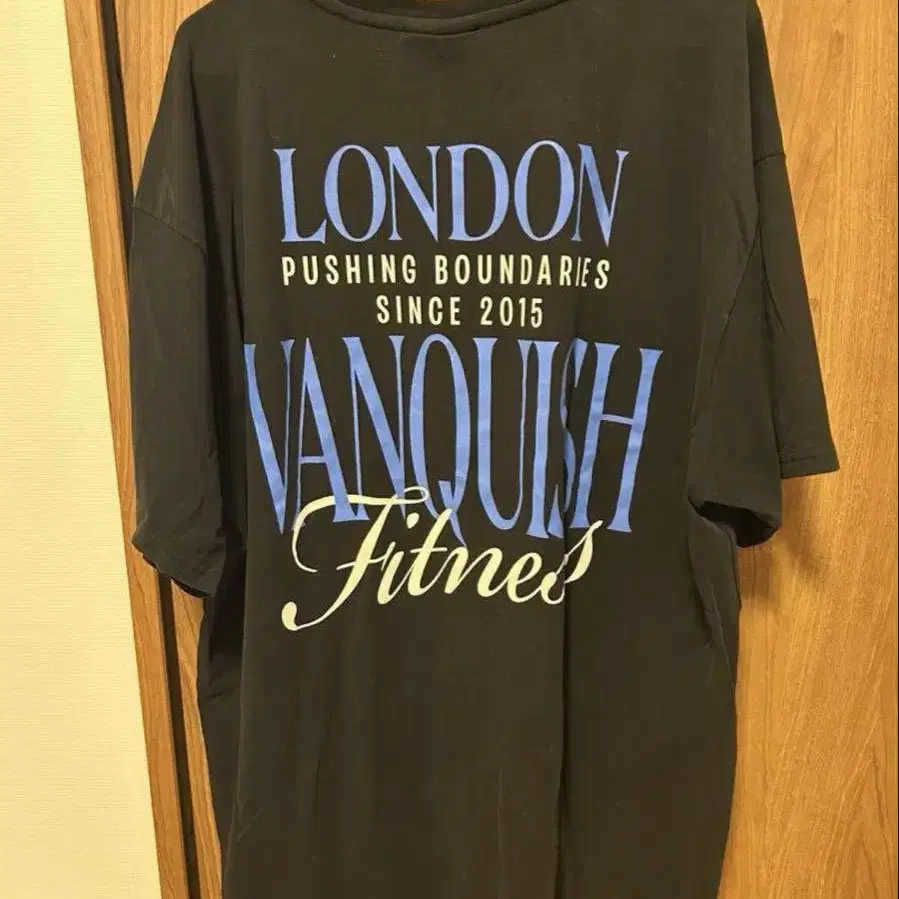 LONDON
PUSHING BOUNDARIES
SINCE 2015
VANQUISH
Fitness